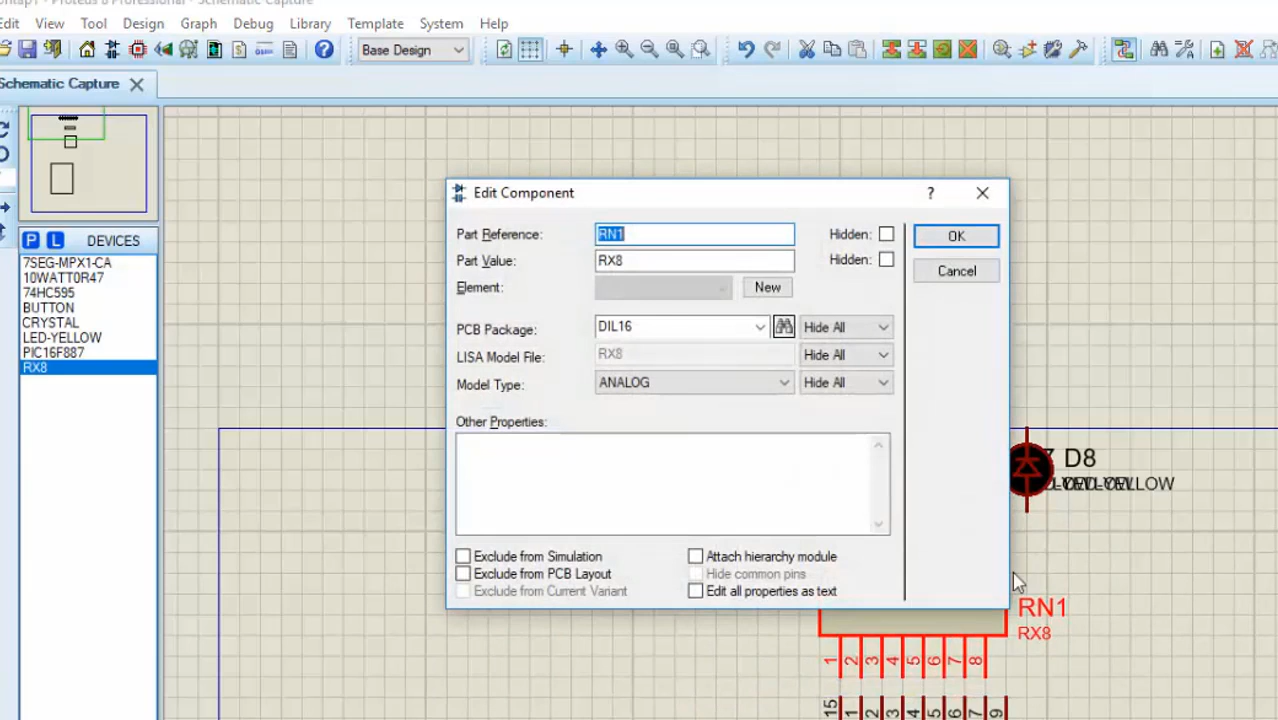 Proteus 8 Professional - Schematic Capture
Edit View Tool Design Graph Debug Library Template System Help
Base Design
Schematic Capture
P L DEVICES
7SEG-MPX1-CA
10WATT0R47
74HC595
BUTTON
CRYSTAL
LED-YELLOW
PIC16F887
RX8
Edit Component
?
Part Reference: RN1 Hidden:
OK
Part Value: RX8 Hidden:
Cancel
Element: New
PCB Package: DIL16 Hide All
LISA Model File: RX8 Hide All
Model Type: ANALOG Hide All
Other Properties:
Exclude from Simulation Attach hierarchy module
Exclude from PCB Layout Hide common pins
Exclude from Current Variant Edit all properties as text
D8
RN1
RX8
1 2 3 4 5 6 7 8
15 1 2 3 4 5 6 7 9